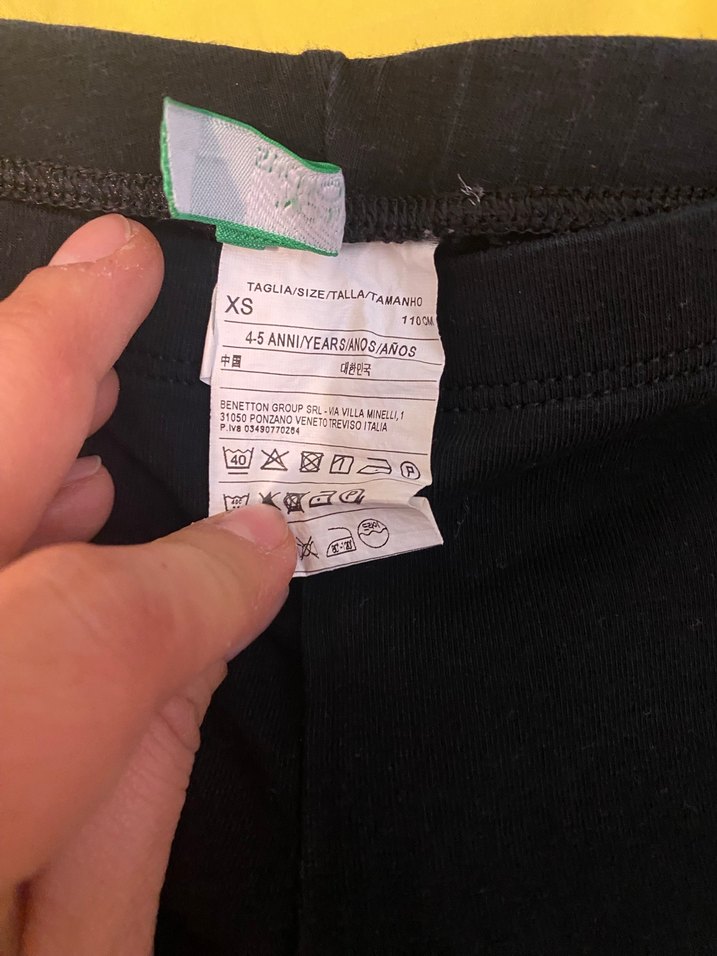 TAGLIA/SIZE/TALLA/TAMANHO
XS
110CM
4-5 ANNI/YEARS/ANOS/AÑOS
中国 대한민국
BENETTON GROUP SRL - VIA VILLA MINELLI,1
31050 PONZANO VENETO TREVISO ITALIA
P.Iva 03490770264
40
P